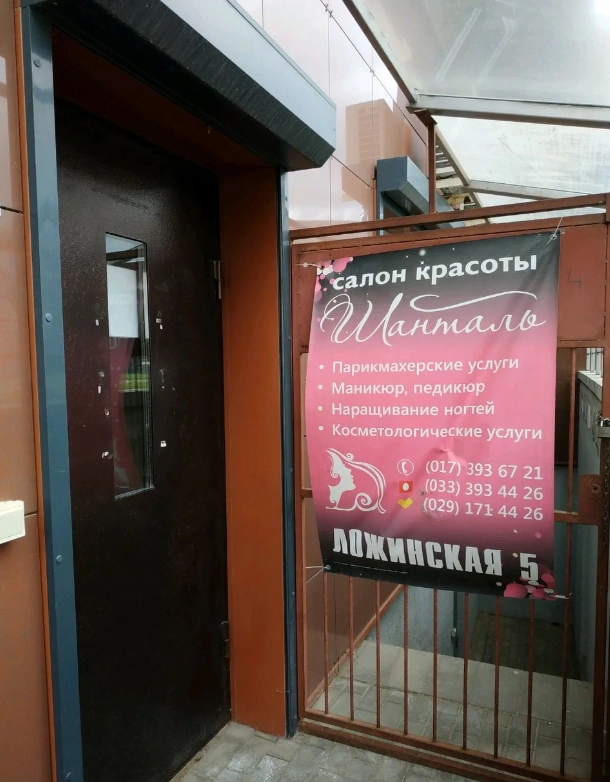 салон красоты
Шанталь
• Парикмахерские услуги
• Маникюр, педикюр
• Наращивание ногтей
• Косметологические услуги
(017) 393 67 21
(033) 393 44 26
(029) 171 44 26
ЛОЖИНСКАЯ 5